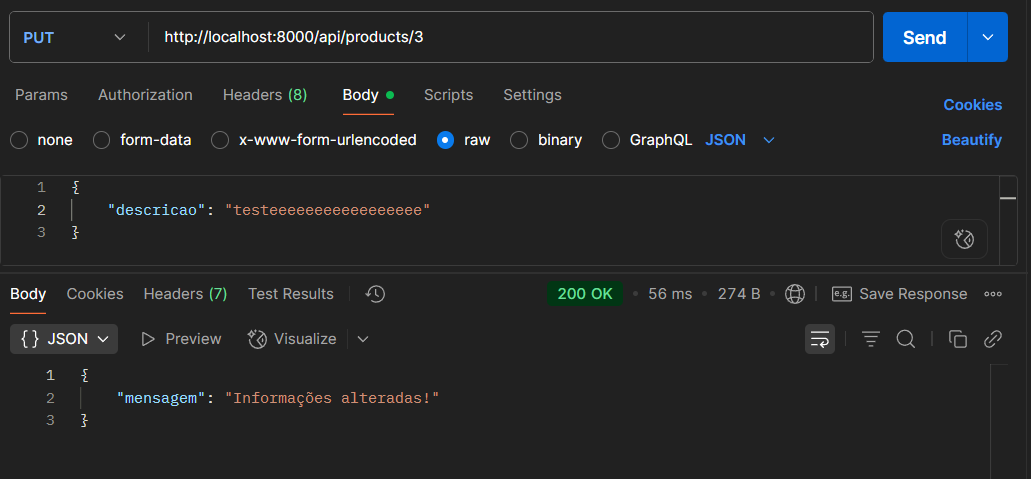 PUT http://localhost:8000/api/products/3 Send
Params Authorization Headers (8) Body Scripts Settings Cookies
none form-data x-www-form-urlencoded raw binary GraphQL JSON Beautify
1 {
2 "descricao": "testeeeeeeeeeeeeeeeee"
3 }
Body Cookies Headers (7) Test Results 200 OK • 56 ms • 274 B • e.g. Save Response
{} JSON Preview Visualize
1 {
2 "mensagem": "Informações alteradas!"
3 }